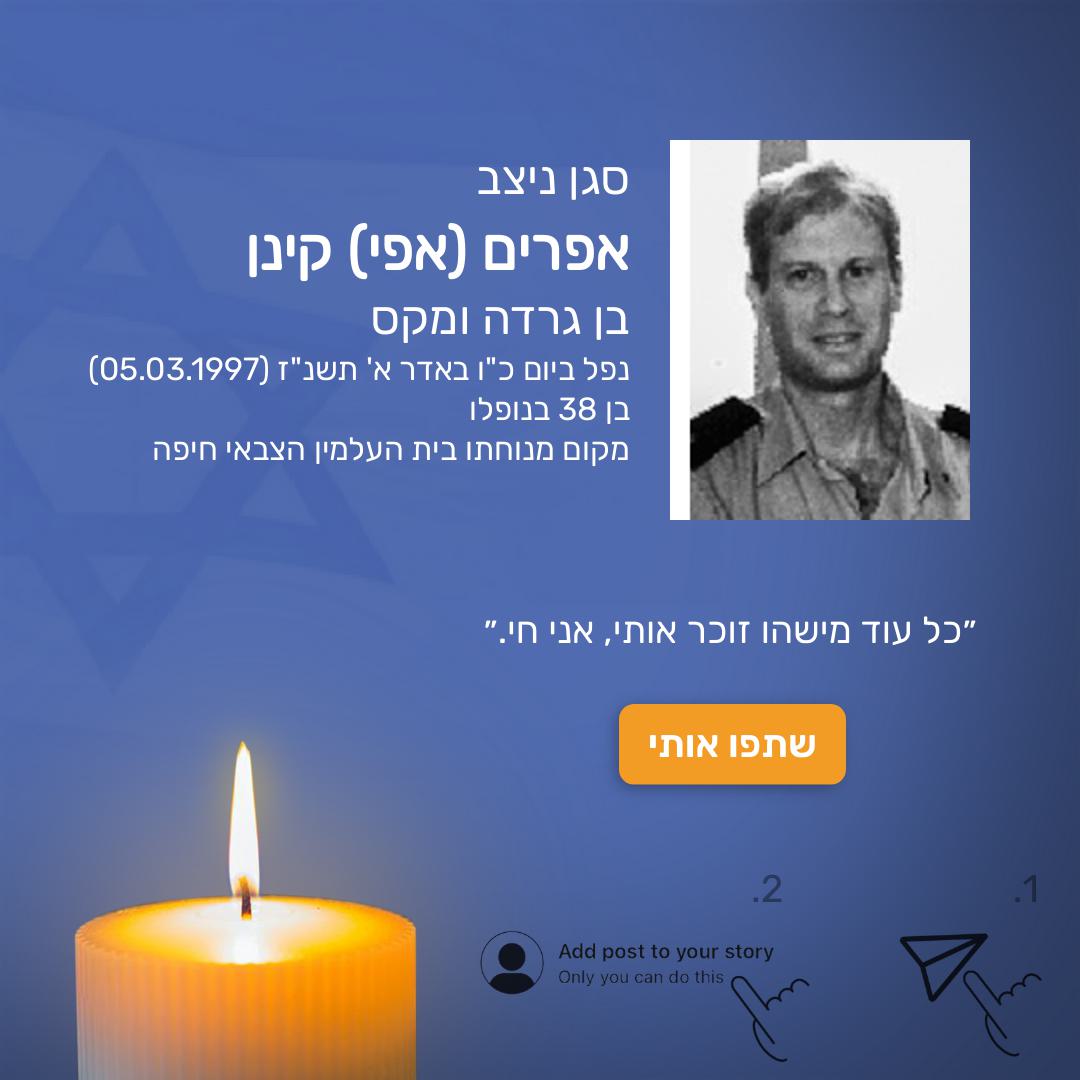 סגן ניצב
אפרים (אפי) קינן
בן גרדה ומקס
נפל ביום כ"ו באדר א' תשנ"ז (05.03.1997)
בן 38 בנופלו
מקום מנוחתו בית העלמין הצבאי חיפה
״כל עוד מישהו זוכר אותי, אני חי.״
שתפו אותי
1.
2.
Add post to your story
Only you can do this